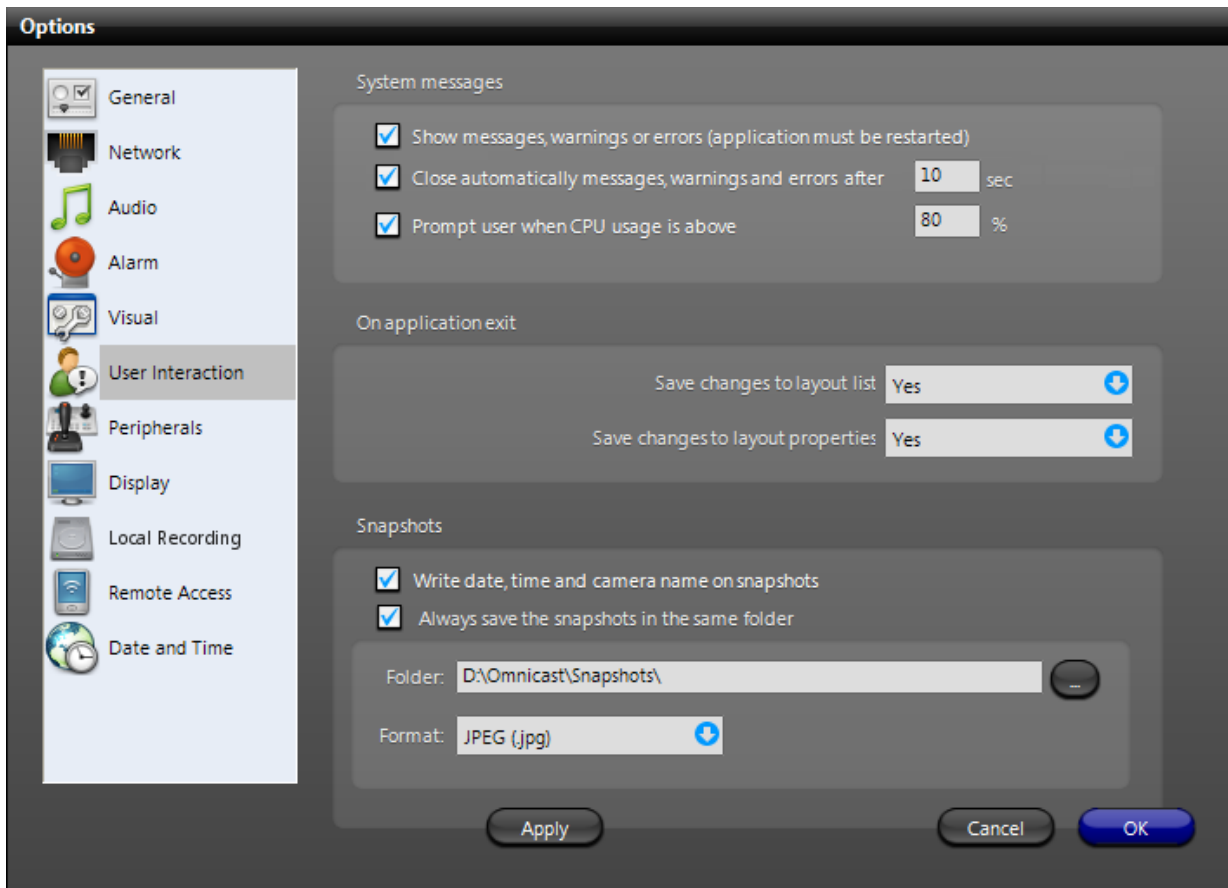 Options
General
Network
Audio
Alarm
Visual
User Interaction
Peripherals
Display
Local Recording
Remote Access
Date and Time
System messages
Show messages, warnings or errors (application must be restarted)
Close automatically messages, warnings and errors after 10 sec
Prompt user when CPU usage is above 80 %
On application exit
Save changes to layout list Yes
Save changes to layout properties Yes
Snapshots
Write date, time and camera name on snapshots
Always save the snapshots in the same folder
Folder: D:\Omnicast\Snapshots\ ...
Format: JPEG (.jpg)
Apply Cancel OK